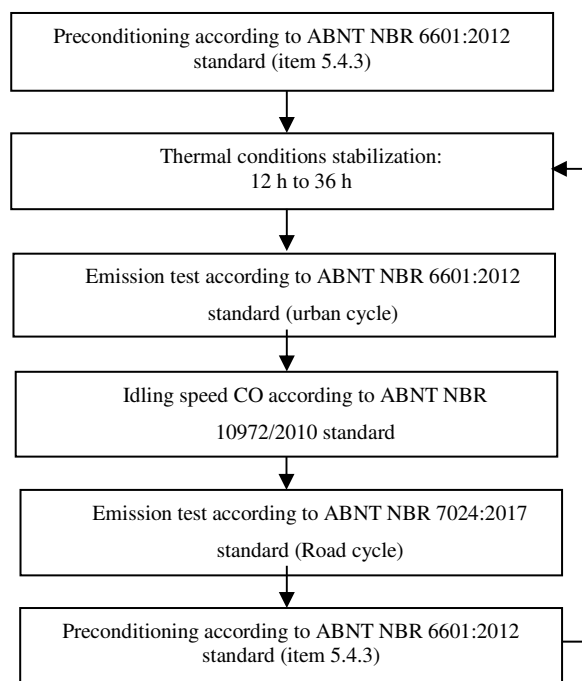 Preconditioning according to ABNT NBR 6601:2012
standard (item 5.4.3)
Thermal conditions stabilization:
12 h to 36 h
Emission test according to ABNT NBR 6601:2012
standard (urban cycle)
Idling speed CO according to ABNT NBR
10972/2010 standard
Emission test according to ABNT NBR 7024:2017
standard (Road cycle)
Preconditioning according to ABNT NBR 6601:2012
standard (item 5.4.3)